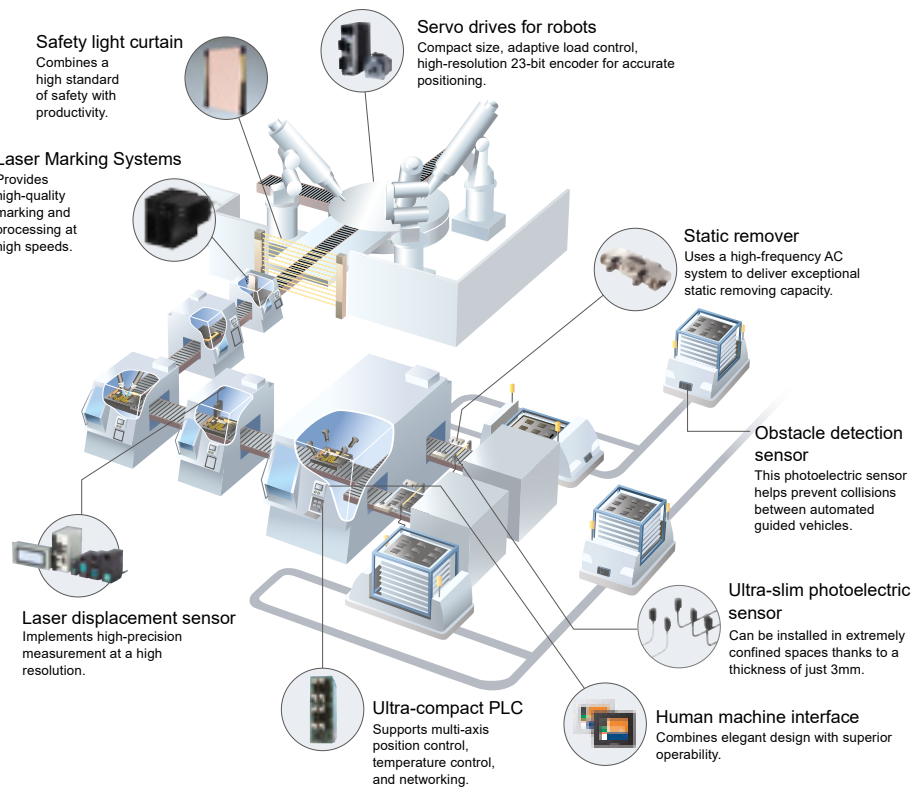 Safety light curtain
Combines a
high standard
of safety with
productivity.
Servo drives for robots
Compact size, adaptive load control,
high-resolution 23-bit encoder for accurate
positioning.
Laser Marking Systems
Provides
high-quality
marking and
processing at
high speeds.
Static remover
Uses a high-frequency AC
system to deliver exceptional
static removing capacity.
Obstacle detection
sensor
This photoelectric sensor
helps prevent collisions
between automated
guided vehicles.
Laser displacement sensor
Implements high-precision
measurement at a high
resolution.
Ultra-slim photoelectric
sensor
Can be installed in extremely
confined spaces thanks to a
thickness of just 3mm.
Ultra-compact PLC
Supports multi-axis
position control,
temperature control,
and networking.
Human machine interface
Combines elegant design with superior
operability.